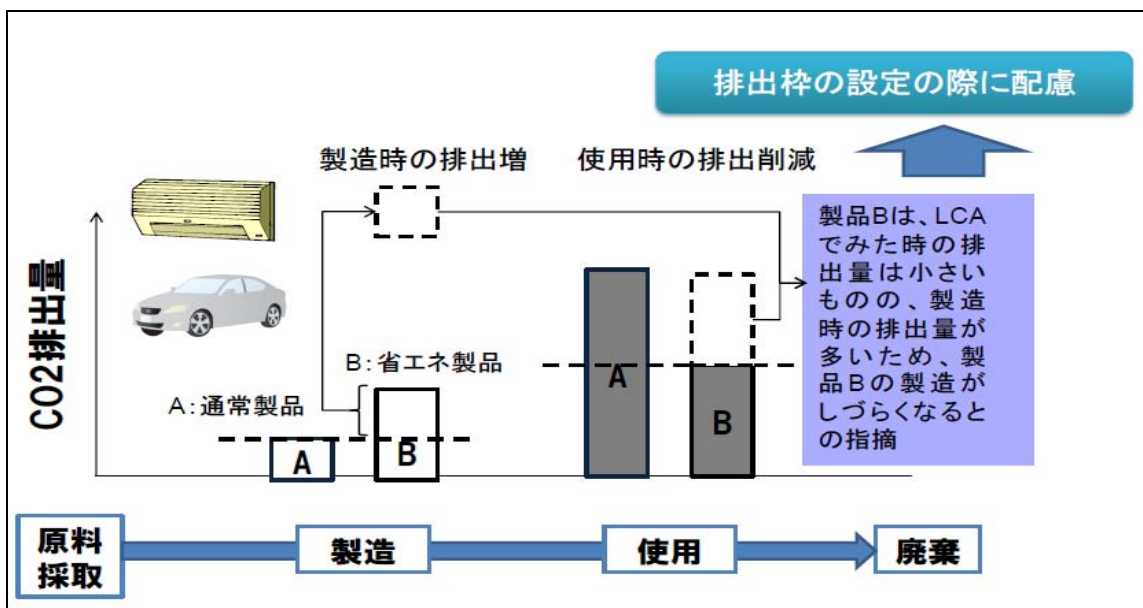 排出枠の設定の際に配慮
製造時の排出増
使用時の排出削減
製品Bは、LCA
でみた時の排
出量は小さい
ものの、製造
時の排出量が
多いため、製
品Bの製造が
しづらくなると
の指摘
CO2排出量
B：省エネ製品
A：通常製品
A
B
A
B
原料
採取
製造
使用
廃棄